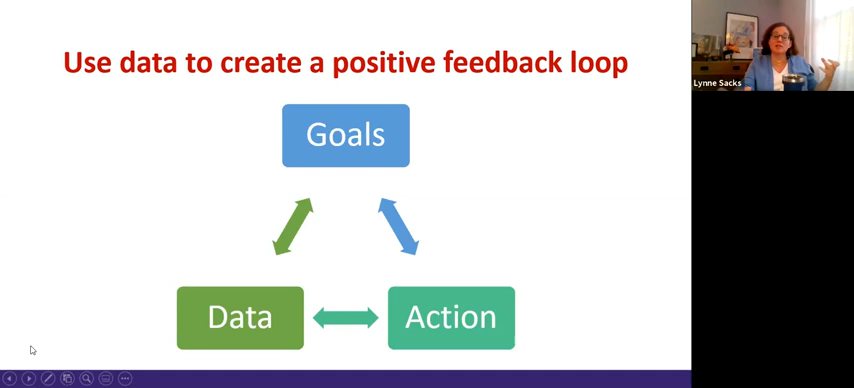 Use data to create a positive feedback loop
Lynne Sacks
Goals
Data
Action